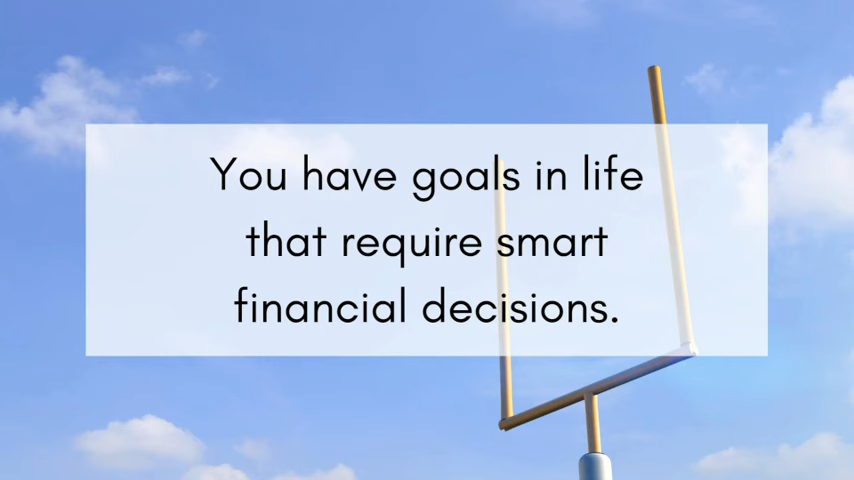 You have goals in life
that require smart
financial decisions.